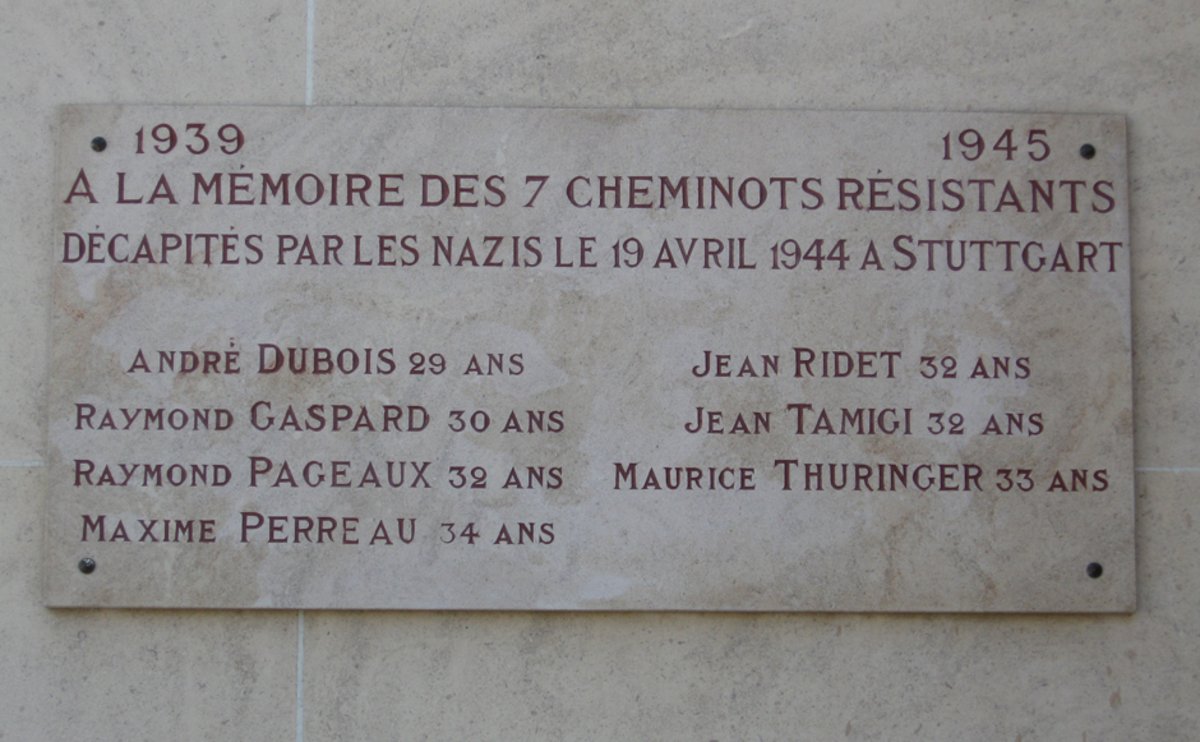 1939 1945
A LA MÉMOIRE DES 7 CHEMINOTS RÉSISTANTS
DÉCAPITÉS PAR LES NAZIS LE 19 AVRIL 1944 A STUTTGART
ANDRÉ DUBOIS 29 ANS
RAYMOND GASPARD 30 ANS
RAYMOND PAGEAUX 32 ANS
MAXIME PERREAU 34 ANS
JEAN RIDET 32 ANS
JEAN TAMIGI 32 ANS
MAURICE THURINGER 33 ANS